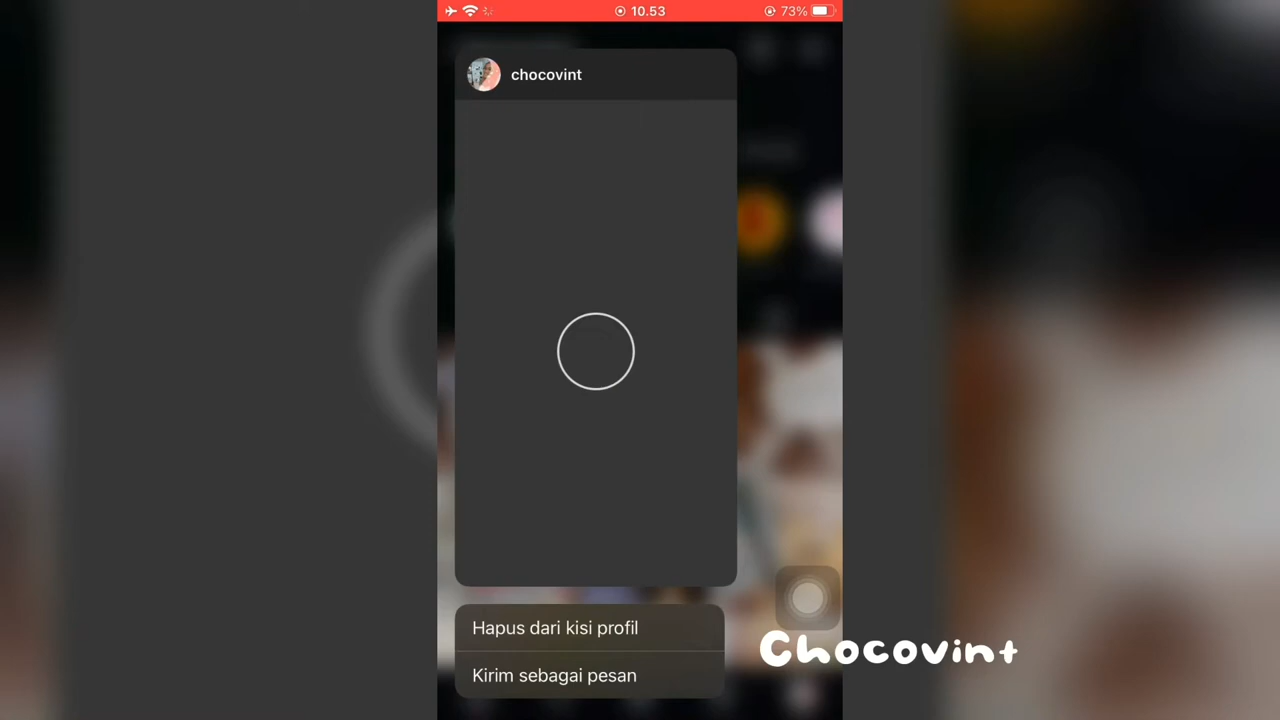 10.53
73%
chocovint
Hapus dari kisi profil
Kirim sebagai pesan
Chocovint